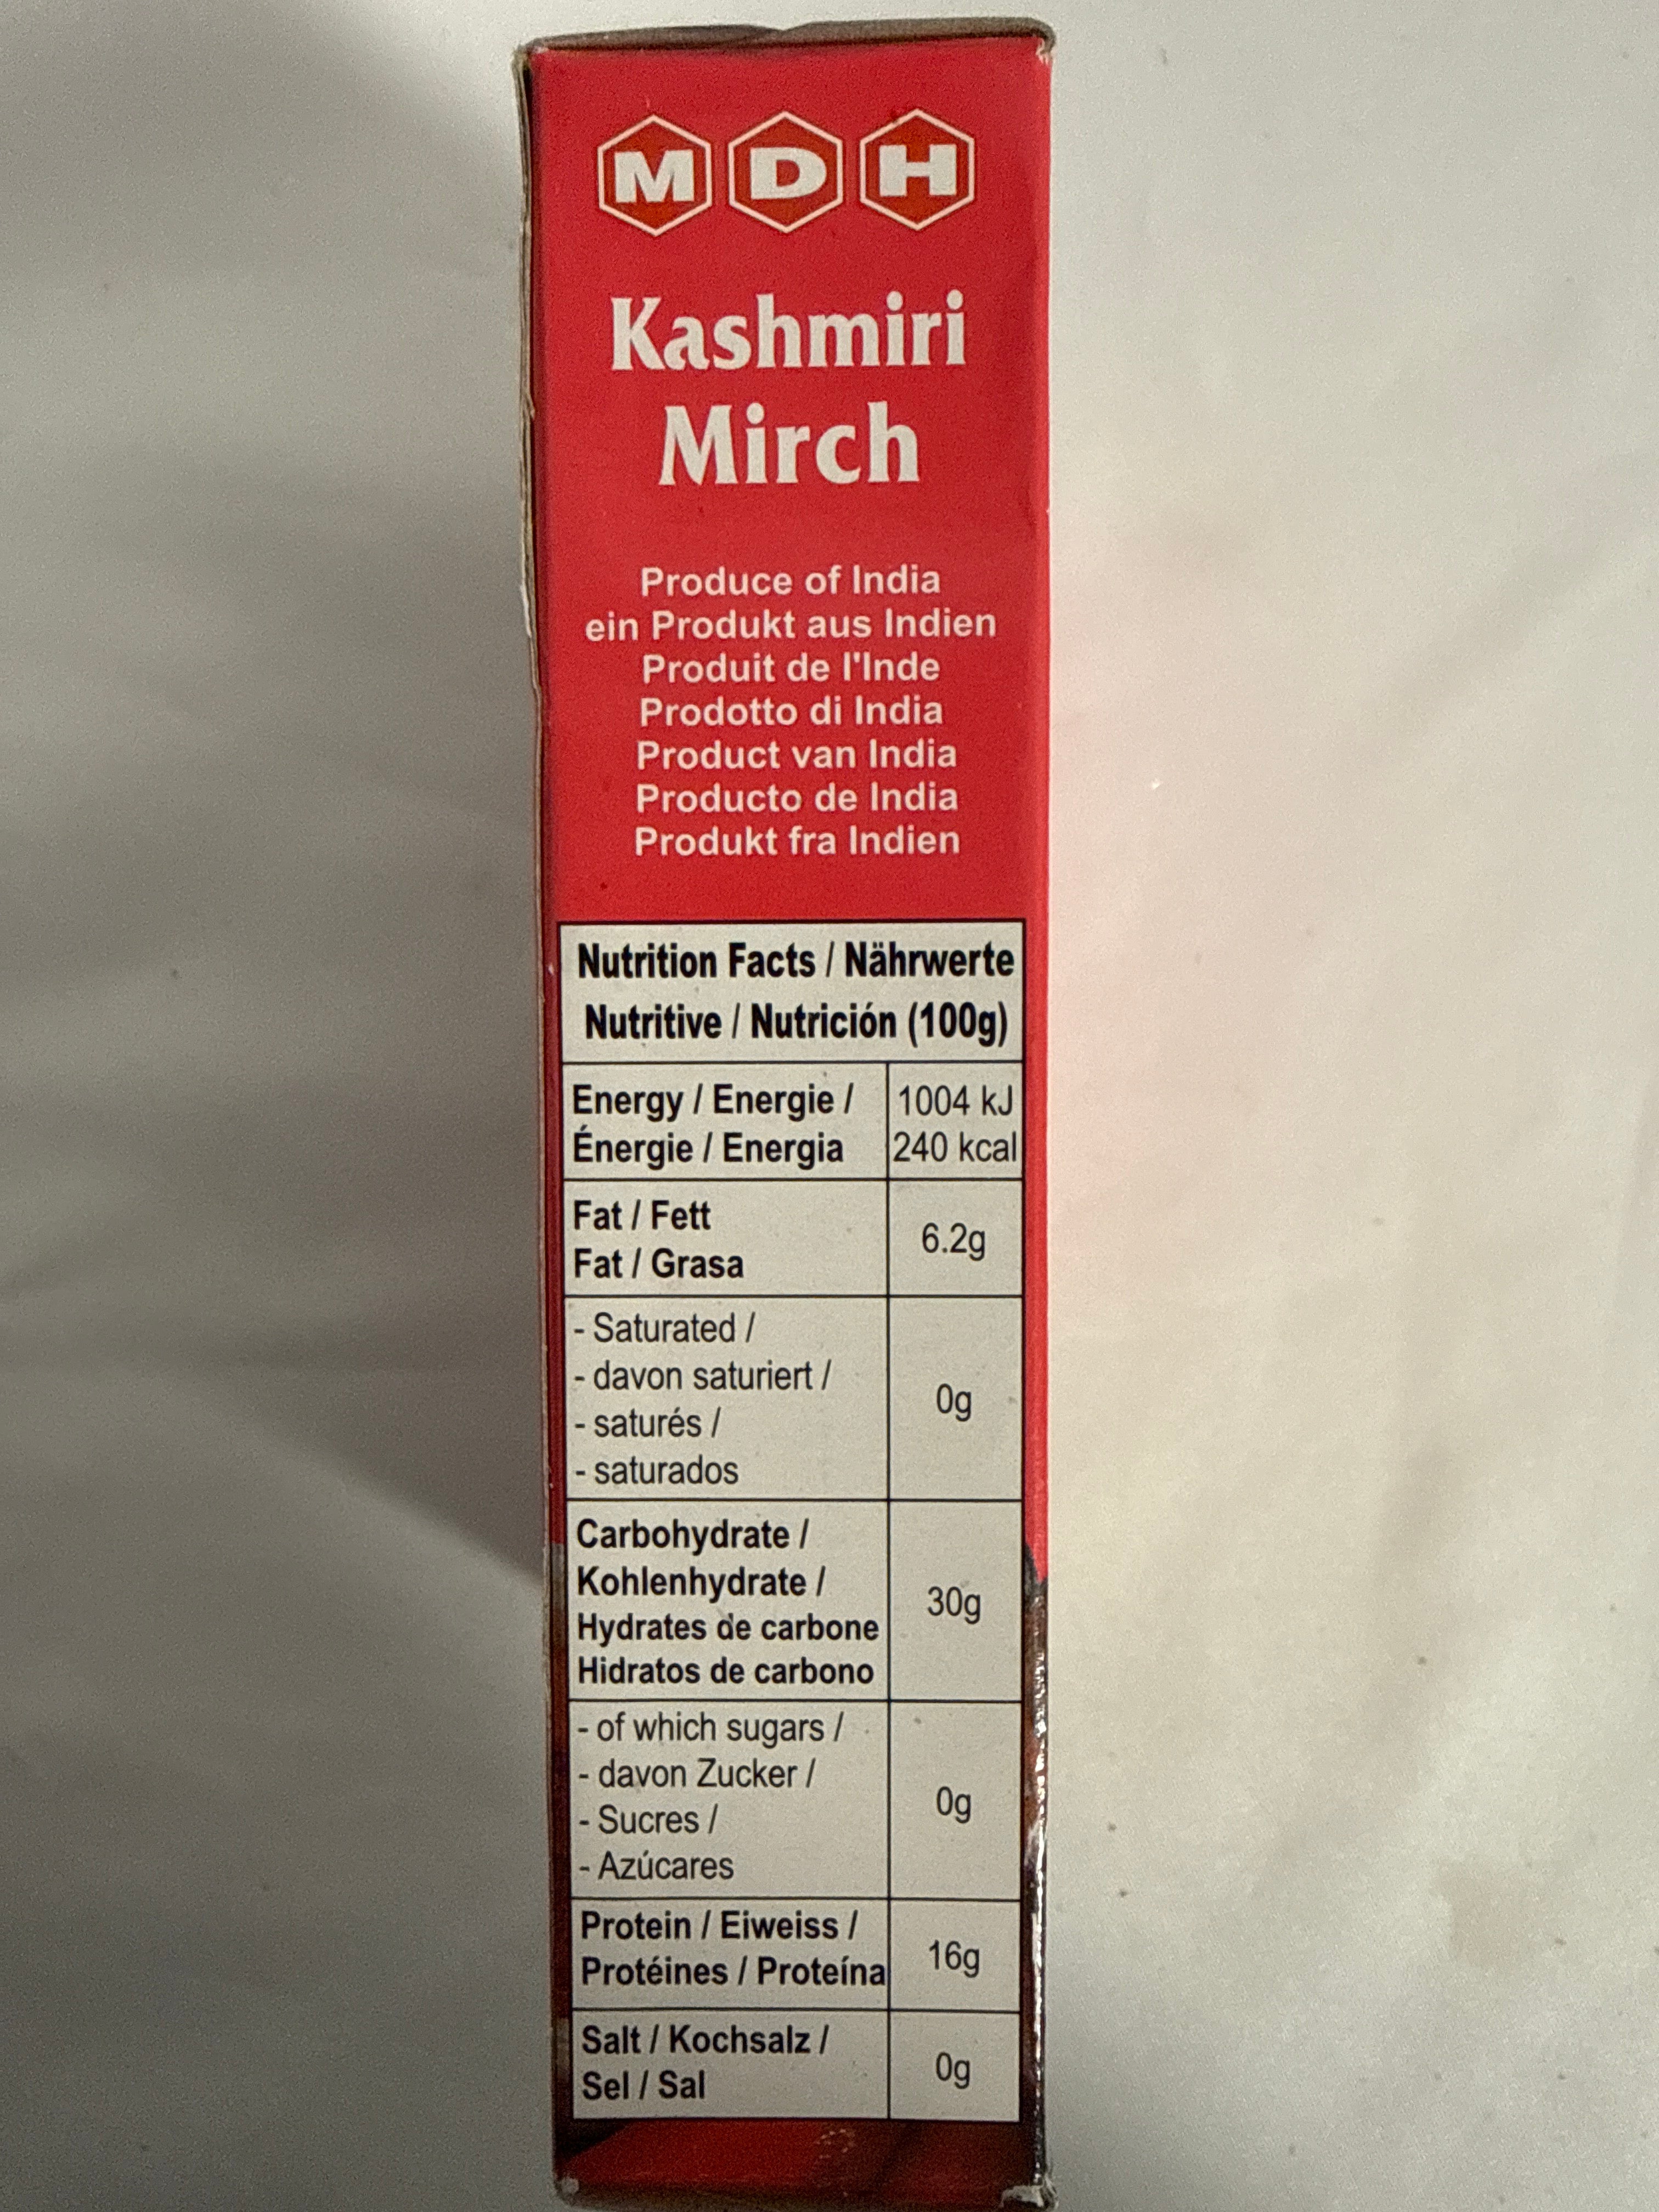 MDH
Kashmiri
Mirch
Produce of India
ein Produkt aus Indien
Produit de l'Inde
Prodotto di India
Product van India
Producto de India
Produkt fra Indien
Nutrition Facts / Nährwerte
Nutritive / Nutrición (100g)
Energy / Energie / 1004 kJ
Énergie / Energia 240 kcal
Fat / Fett
Fat / Grasa
6.2g
- Saturated /
- davon saturiert /
- saturés /
- saturados
0g
Carbohydrate /
Kohlenhydrate /
Hydrates de carbone
Hidratos de carbono
30g
- of which sugars /
- davon Zucker /
- Sucres /
- Azúcares
0g
Protein / Eiweiss /
Protéines / Proteína
16g
Salt / Kochsalz /
Sel / Sal
0g